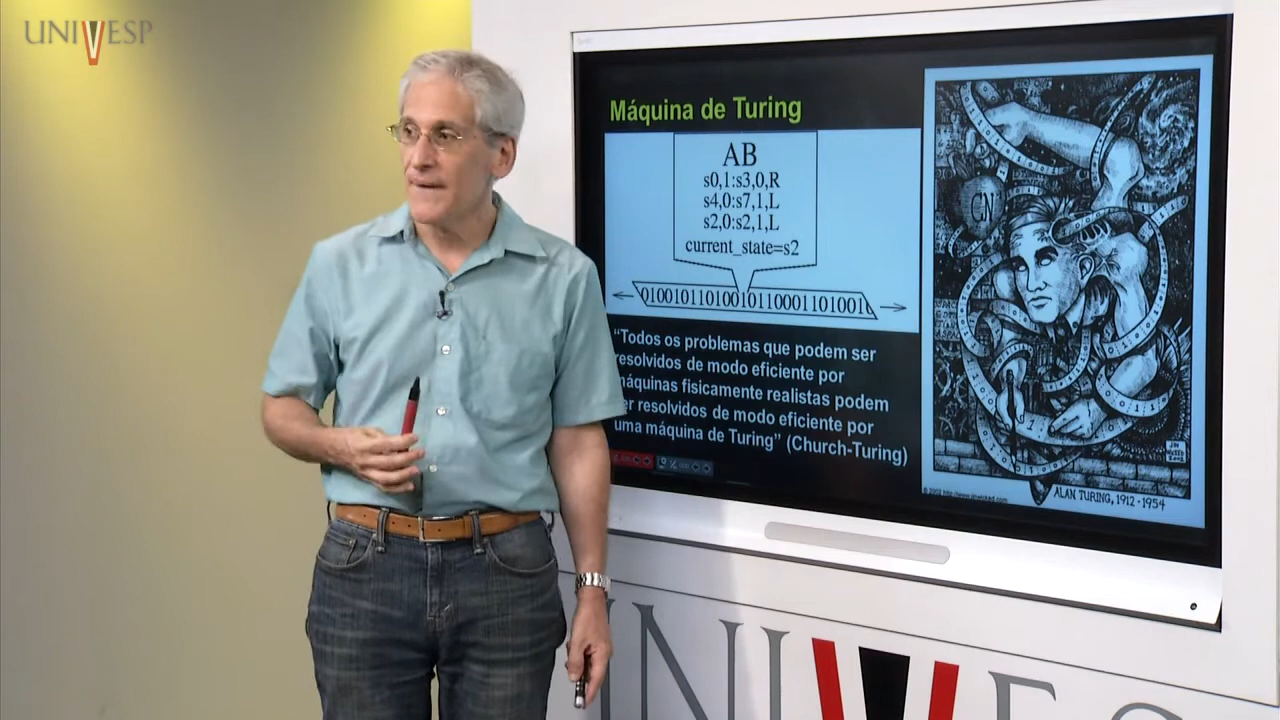 UNIVESP
Máquina de Turing
AB
s0,1:s3,0,R
s4,0:s7,1,L
s2,0:s2,1,L
current_state=s2
“Todos os problemas que podem ser
resolvidos de modo eficiente por
máquinas fisicamente realistas podem
er resolvidos de modo eficiente por
uma máquina de Turing” (Church-Turing)
CN
ALAN TURING, 1912-1954
NIVESP